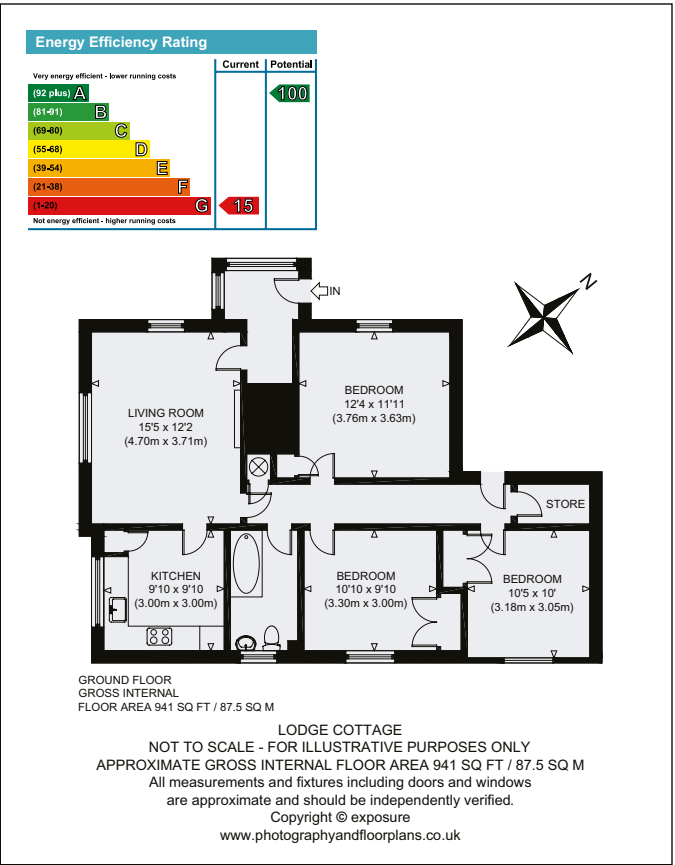 Energy Efficiency Rating
Current Potential
Very energy efficient - lower running costs
(92 plus) A
100
(81-91) B
(69-80) C
(55-68) D
(39-54) E
(21-38) F
(1-20) G
15
Not energy efficient - higher running costs
IN
N
LIVING ROOM
15'5 x 12'2
(4.70m x 3.71m)
BEDROOM
12'4 x 11'11
(3.76m x 3.63m)
STORE
KITCHEN
9'10 x 9'10
(3.00m x 3.00m)
BEDROOM
10'10 x 9'10
(3.30m x 3.00m)
BEDROOM
10'5 x 10'
(3.18m x 3.05m)
GROUND FLOOR
GROSS INTERNAL
FLOOR AREA 941 SQ FT / 87.5 SQ M
LODGE COTTAGE
NOT TO SCALE - FOR ILLUSTRATIVE PURPOSES ONLY
APPROXIMATE GROSS INTERNAL FLOOR AREA 941 SQ FT / 87.5 SQ M
All measurements and fixtures including doors and windows
are approximate and should be independently verified.
Copyright © exposure
www.photographyandfloorplans.co.uk